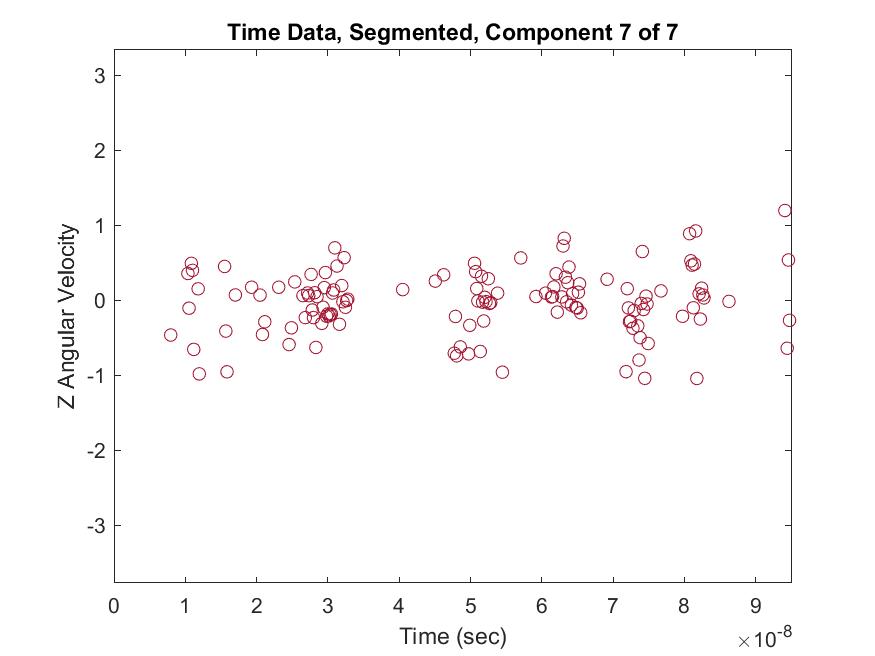 Time Data, Segmented, Component 7 of 7
3
2
1
0
-1
-2
-3
Z Angular Velocity
0 1 2 3 4 5 6 7 8 9
Time (sec)
×10-8